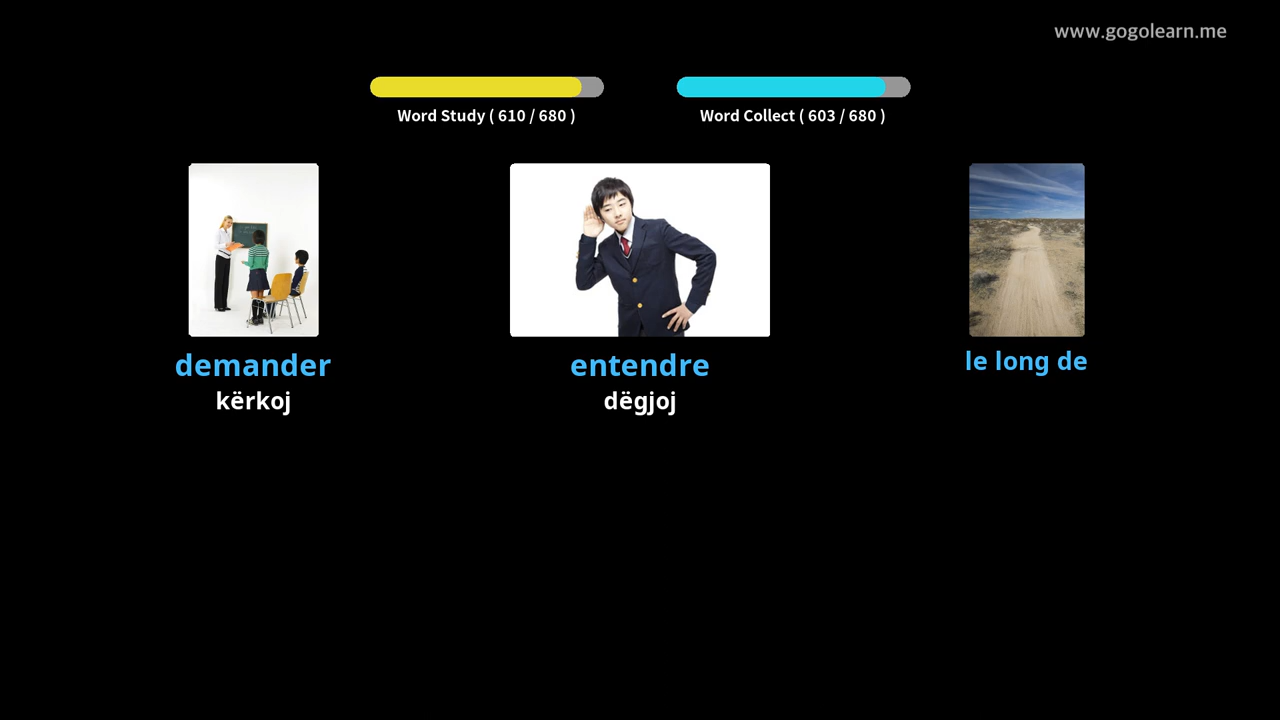 www.gogolearn.me
Word Study ( 610 / 680 )
Word Collect ( 603 / 680 )
demander
kërkoj
entendre
dëgjoj
le long de